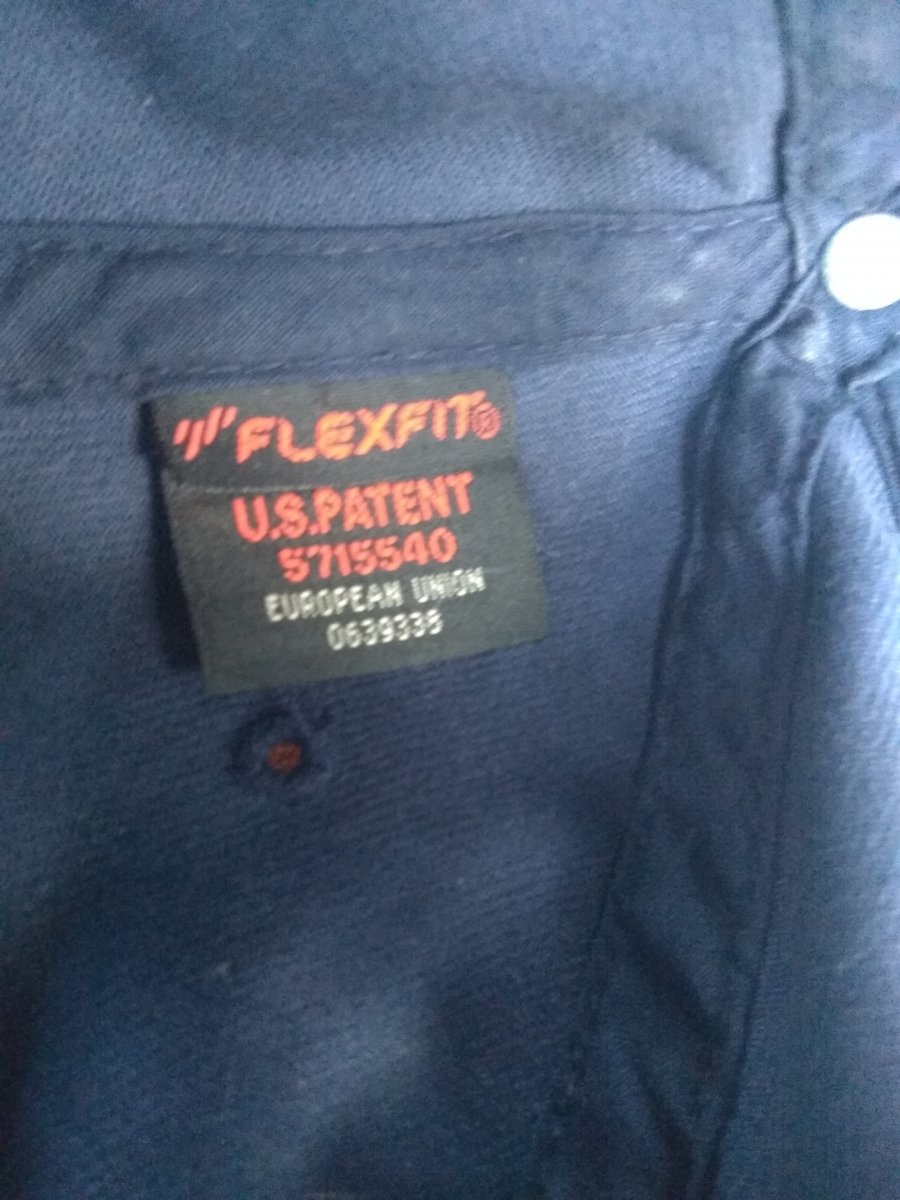 FLEXFIT®
U.S.PATENT
5715540
EUROPEAN UNION
0639338